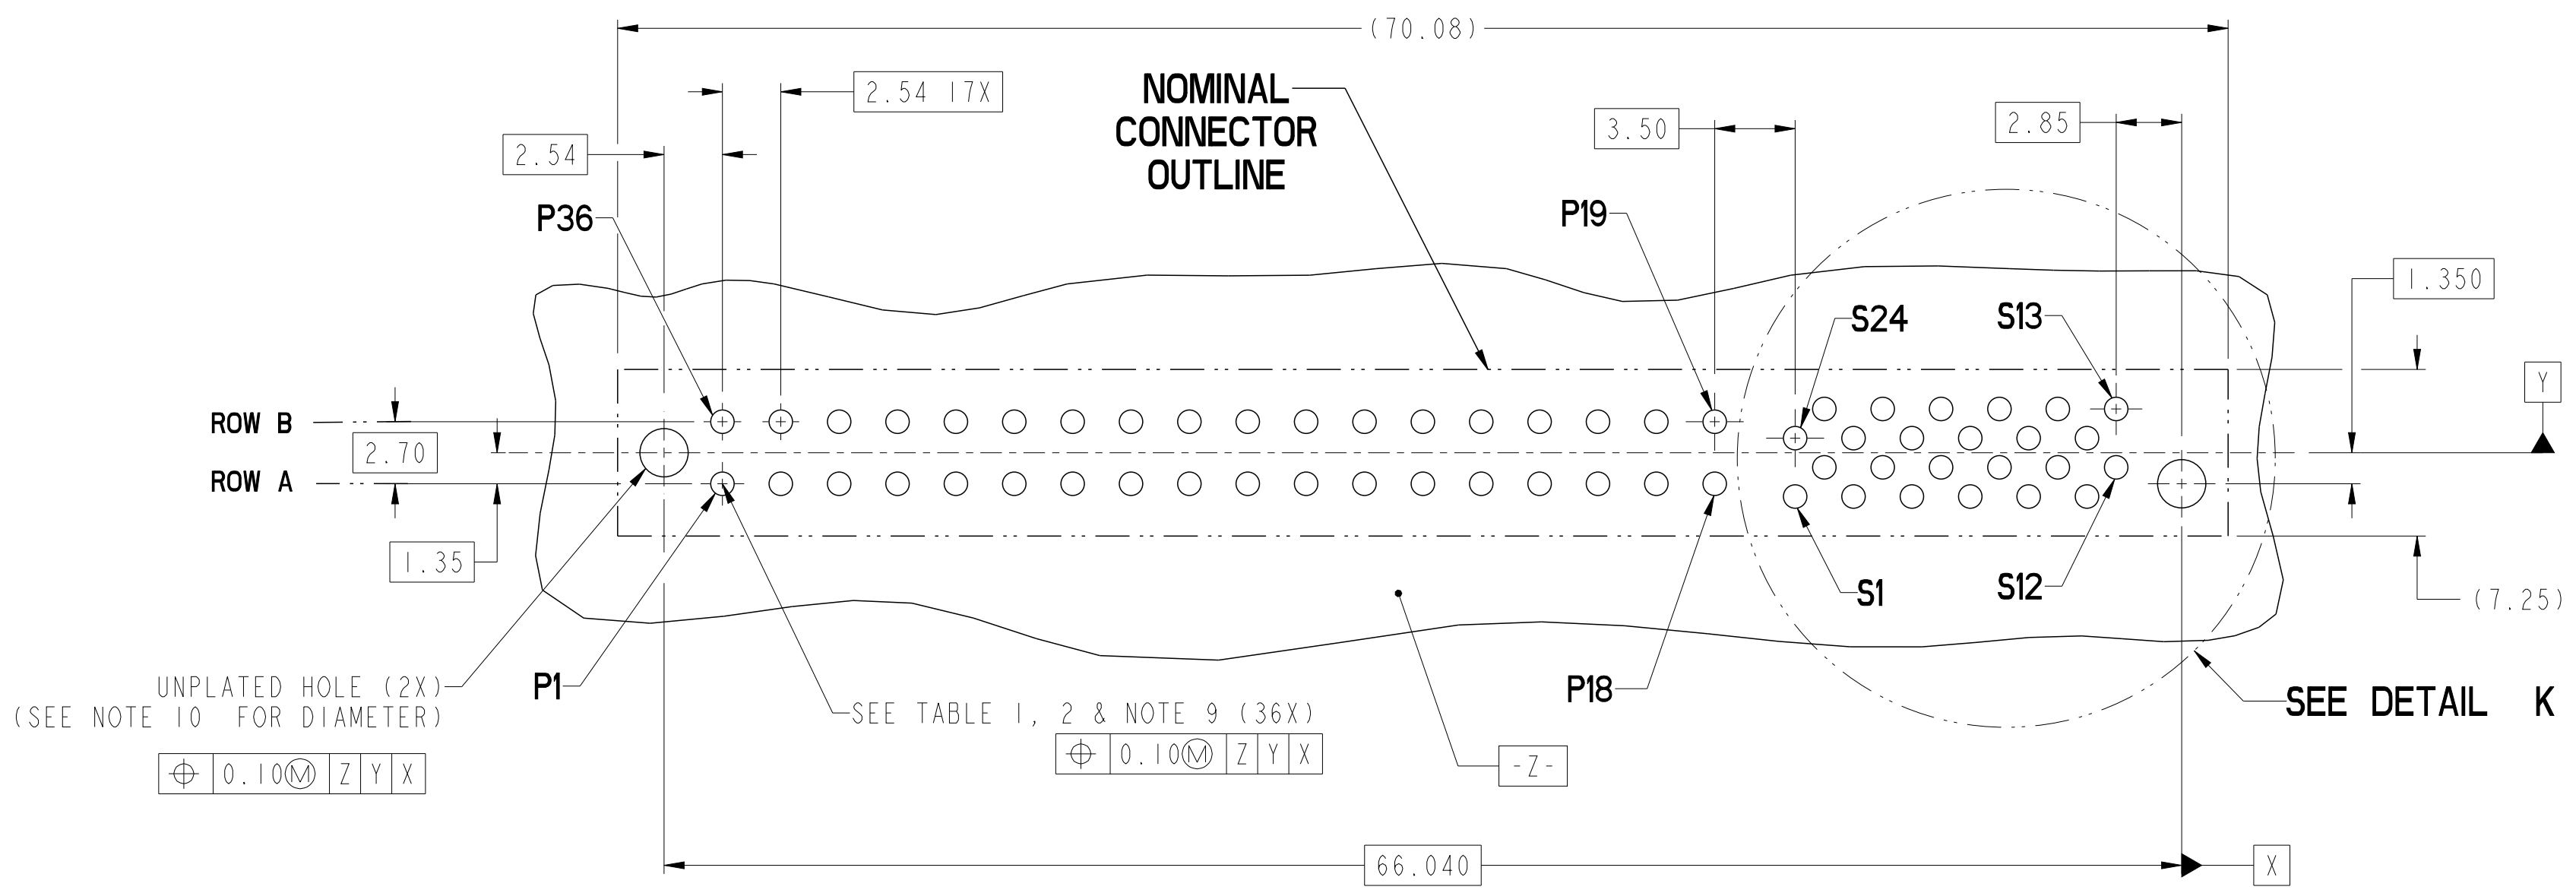 (70.08)
2.54 17X
NOMINAL
CONNECTOR
OUTLINE
3.50
2.85
2.54
P36
P19
1.350
S24
S13
Y
ROW B
2.70
ROW A
1.35
S1
S12
(7.25)
UNPLATED HOLE (2X)
(SEE NOTE 10 FOR DIAMETER)
P1
P18
SEE TABLE 1, 2 & NOTE 9 (36X)
SEE DETAIL K
⌖ 0.10Ⓜ Z Y X
⌖ 0.10Ⓜ Z Y X
-Z-
66.040
X